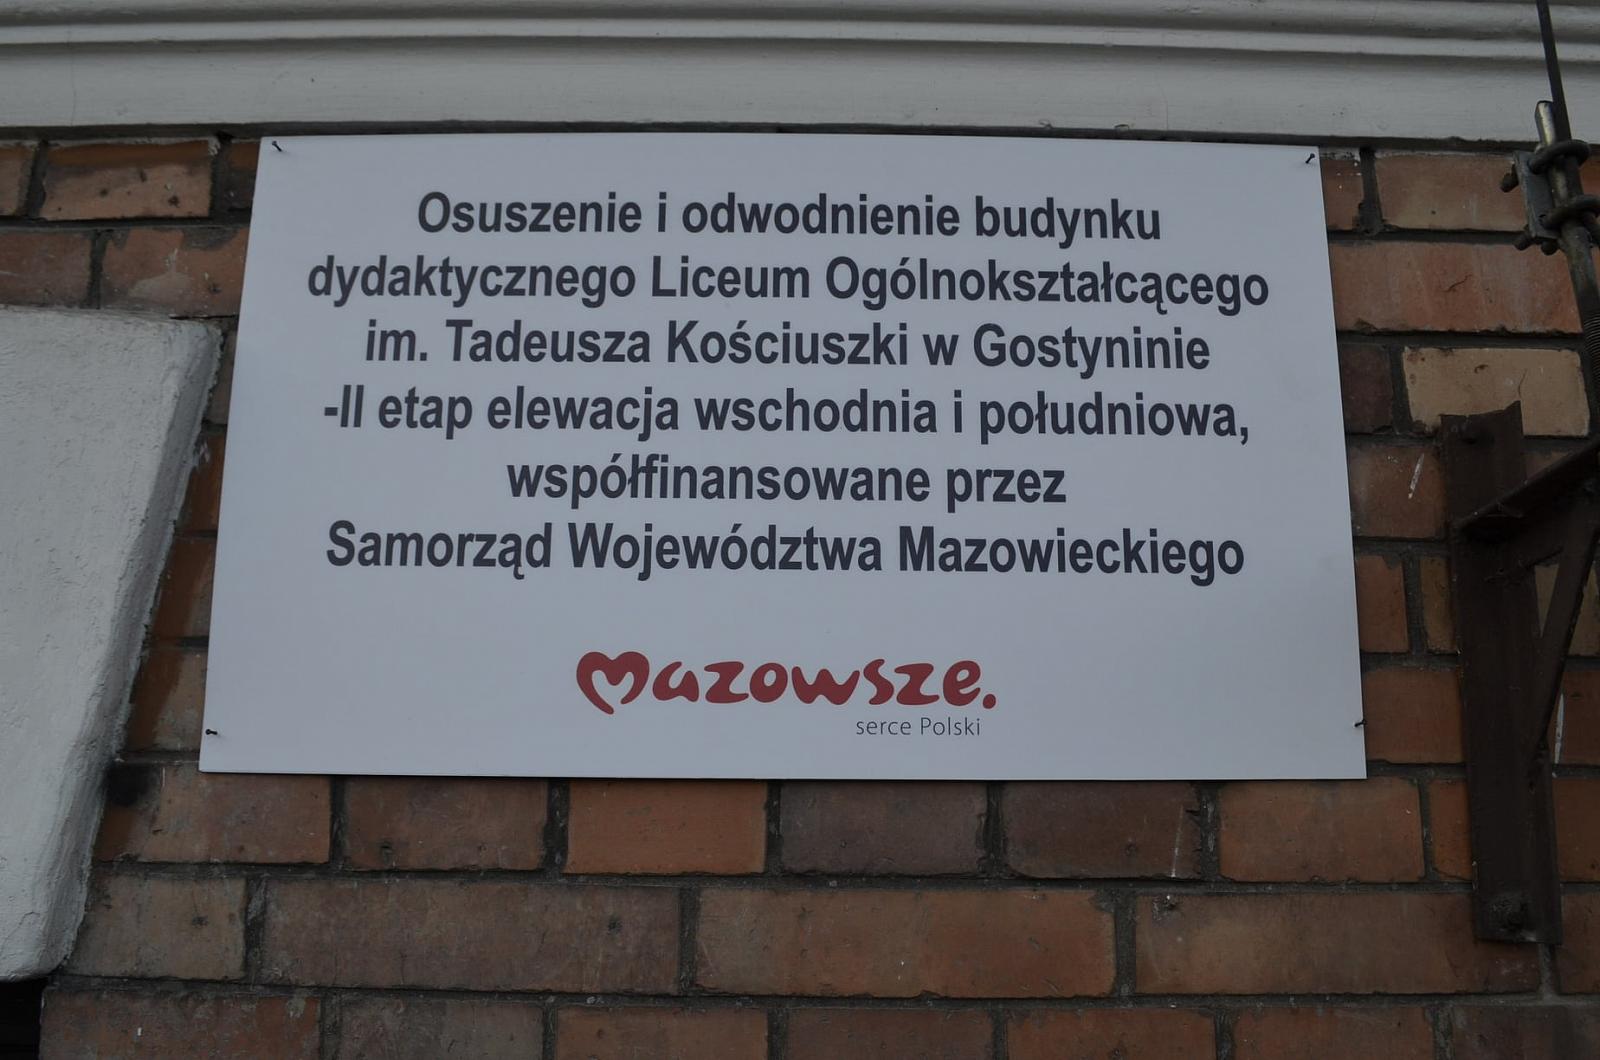 Osuszenie i odwodnienie budynku
dydaktycznego Liceum Ogólnokształcącego
im. Tadeusza Kościuszki w Gostyninie
-II etap elewacja wschodnia i południowa,
współfinansowane przez
Samorząd Województwa Mazowieckiego
mazowsze.
serce Polski